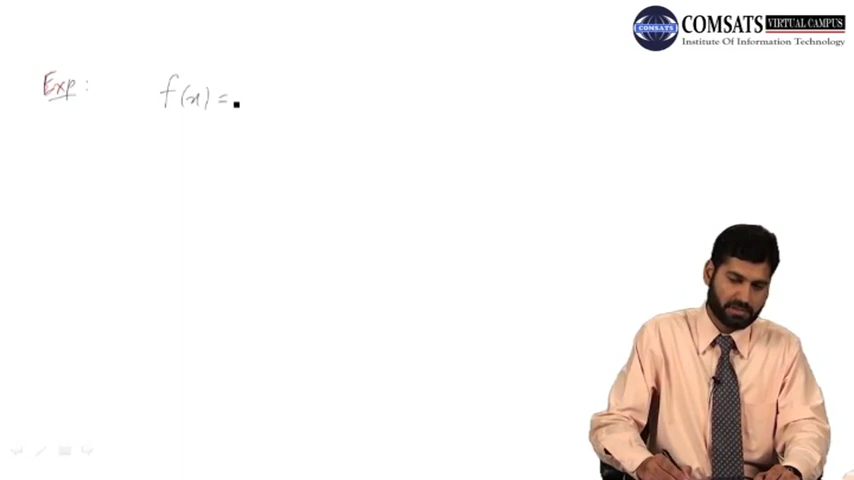 COMSATS VIRTUAL CAMPUS
COMSATS
Institute Of Information Technology
Exp : f(x) =